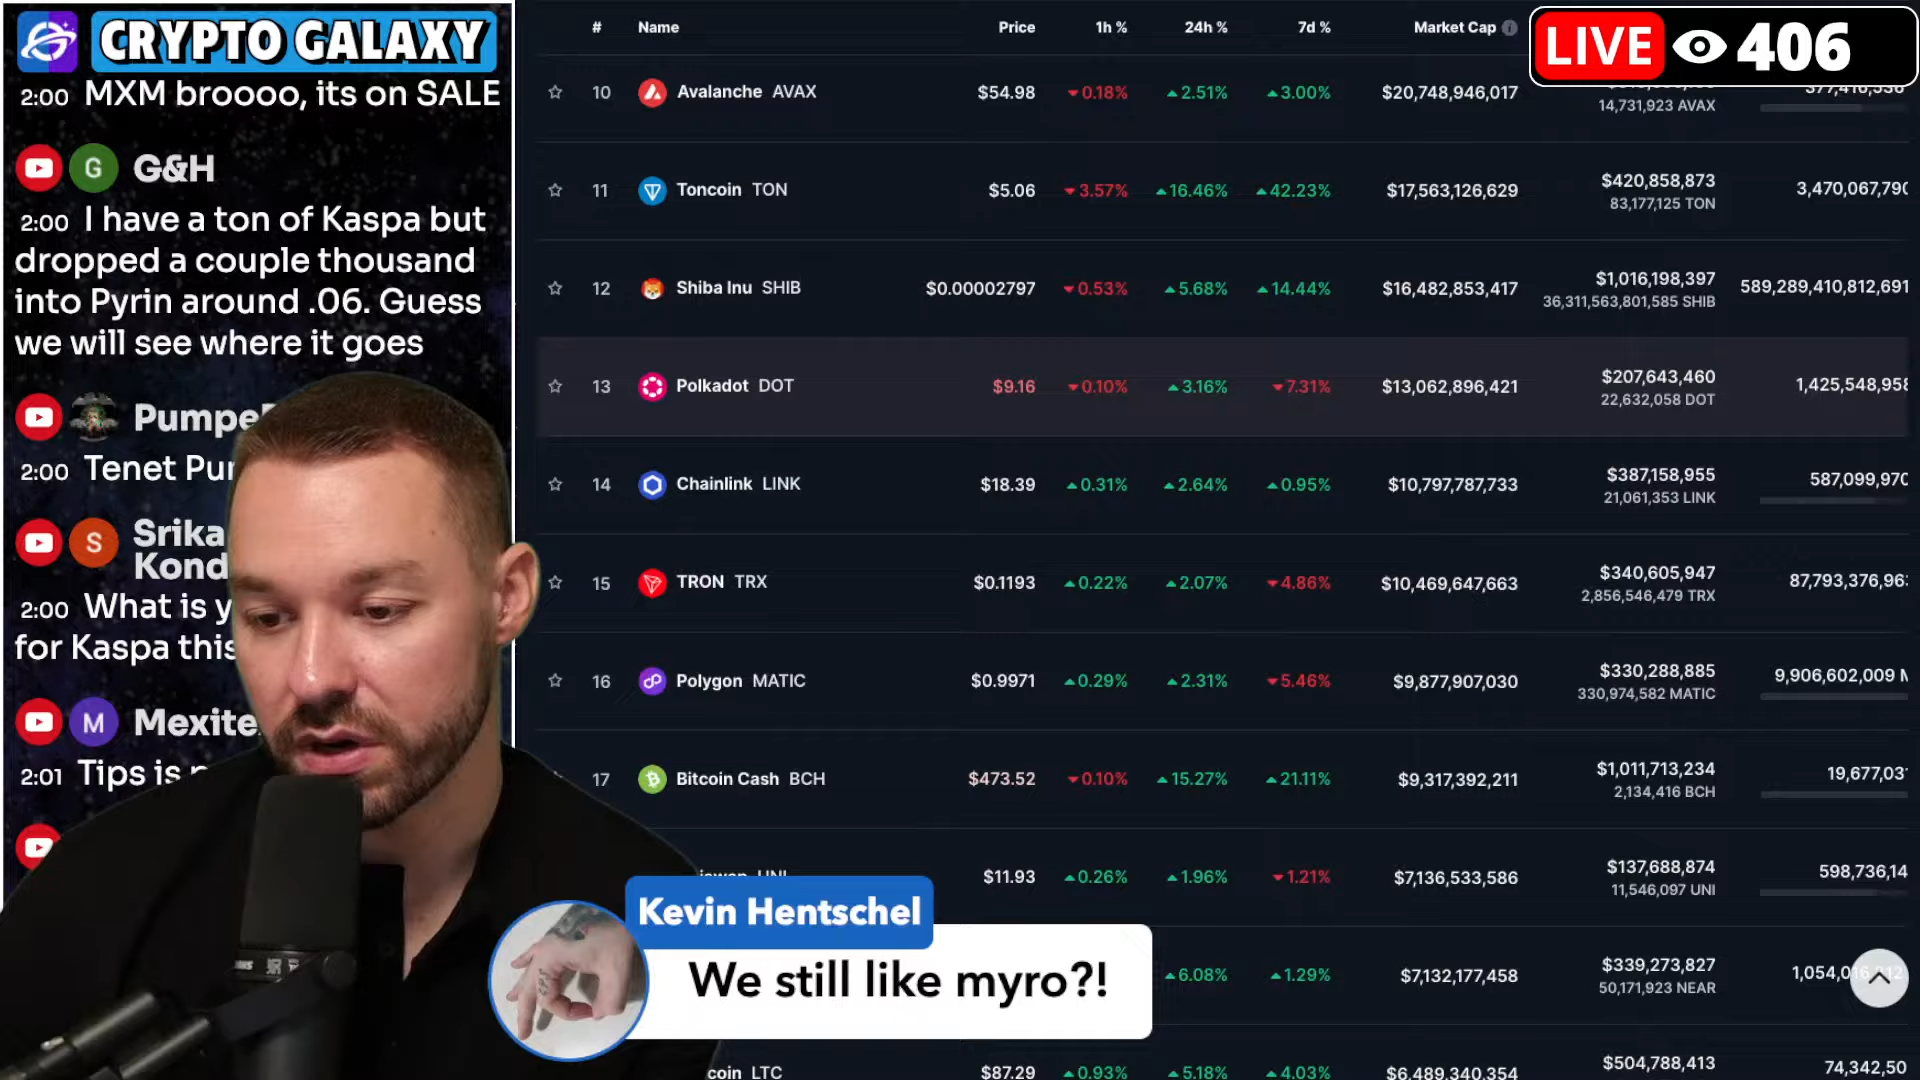 CRYPTO GALAXY
2:00 MXM broooo, its on SALE
G
G&H
2:00 I have a ton of Kaspa but
dropped a couple thousand
into Pyrin around .06. Guess
we will see where it goes
2:00 Tenet
S
2:00 What is
for Kaspa this
M
2:01 Tips is
LIVE 406
# Name Price 1h % 24h % 7d % Market Cap
10 Avalanche AVAX $54.98 0.18% 2.51% 3.00% $20,748,946,017
14,731,923 AVAX
11 Toncoin TON $5.06 3.57% 16.46% 42.23% $17,563,126,629 $420,858,873
83,177,125 TON
12 Shiba Inu SHIB $0.00002797 0.53% 5.68% 14.44% $16,482,853,417 $1,016,198,397 589,289,410,812,691
36,311,563,801,585 SHIB
13 Polkadot DOT $9.16 0.10% 3.16% 7.31% $13,062,896,421 $207,643,460
22,632,058 DOT
14 Chainlink LINK $18.39 0.31% 2.64% 0.95% $10,797,787,733 $387,158,955
21,061,353 LINK
15 TRON TRX $0.1193 0.22% 2.07% 4.86% $10,469,647,663 $340,605,947
2,856,546,479 TRX
16 Polygon MATIC $0.9971 0.29% 2.31% 5.46% $9,877,907,030 $330,288,885 9,906,602,009
330,974,582 MATIC
17 Bitcoin Cash BCH $473.52 0.10% 15.27% 21.11% $9,317,392,211 $1,011,713,234
2,134,416 BCH
$11.93 0.26% 1.96% 1.21% $7,136,533,586 $137,688,874
11,546,097 UNI
6.08% 1.29% $7,132,177,458 $339,273,827
50,171,923 NEAR
LTC $87.29 0.93% 5.18% 4.03% $6,489,340,354 $504,788,413
Kevin Hentschel
We still like myro?!